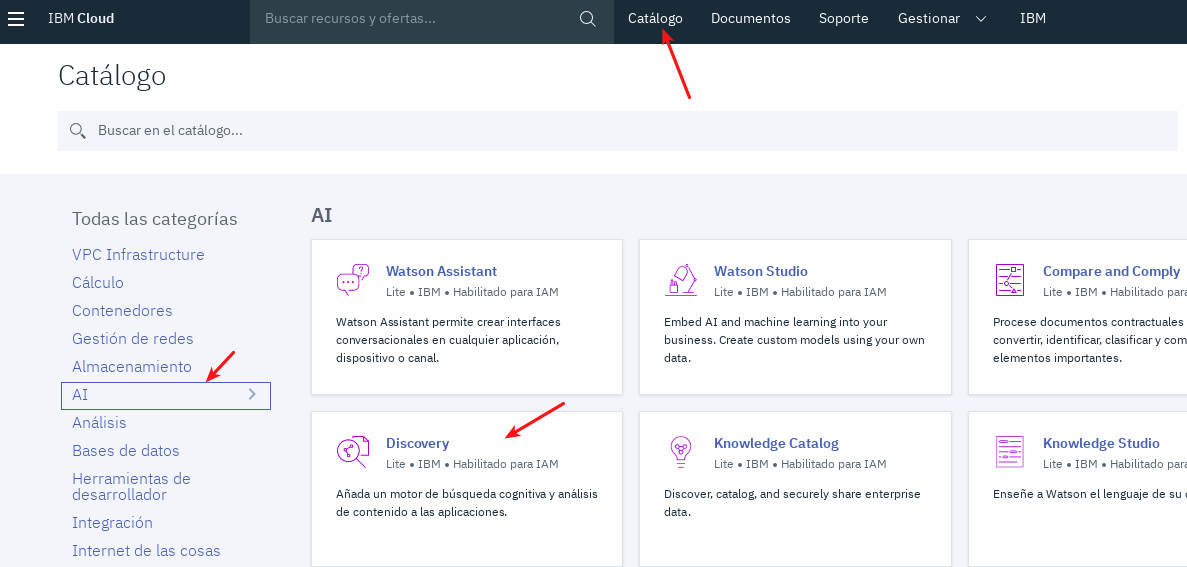 IBM Cloud
Buscar recursos y ofertas...
Catálogo
Documentos
Soporte
Gestionar
IBM
Catálogo
Buscar en el catálogo...
Todas las categorías
VPC Infrastructure
Cálculo
Contenedores
Gestión de redes
Almacenamiento
AI
Análisis
Bases de datos
Herramientas de
desarrollador
Integración
Internet de las cosas
AI
Watson Assistant
Lite • IBM • Habilitado para IAM
Watson Assistant permite crear interfaces
conversacionales en cualquier aplicación,
dispositivo o canal.
Watson Studio
Lite • IBM • Habilitado para IAM
Embed AI and machine learning into your
business. Create custom models using your own
data.
Compare and Comply
Lite • IBM • Habilitado para
Procese documentos contractuales
convertir, identificar, clasificar y com
elementos importantes.
Discovery
Lite • IBM • Habilitado para IAM
Añada un motor de búsqueda cognitiva y análisis
de contenido a las aplicaciones.
Knowledge Catalog
Lite • IBM • Habilitado para IAM
Discover, catalog, and securely share enterprise
data.
Knowledge Studio
Lite • IBM • Habilitado para
Enseñe a Watson el lenguaje de su